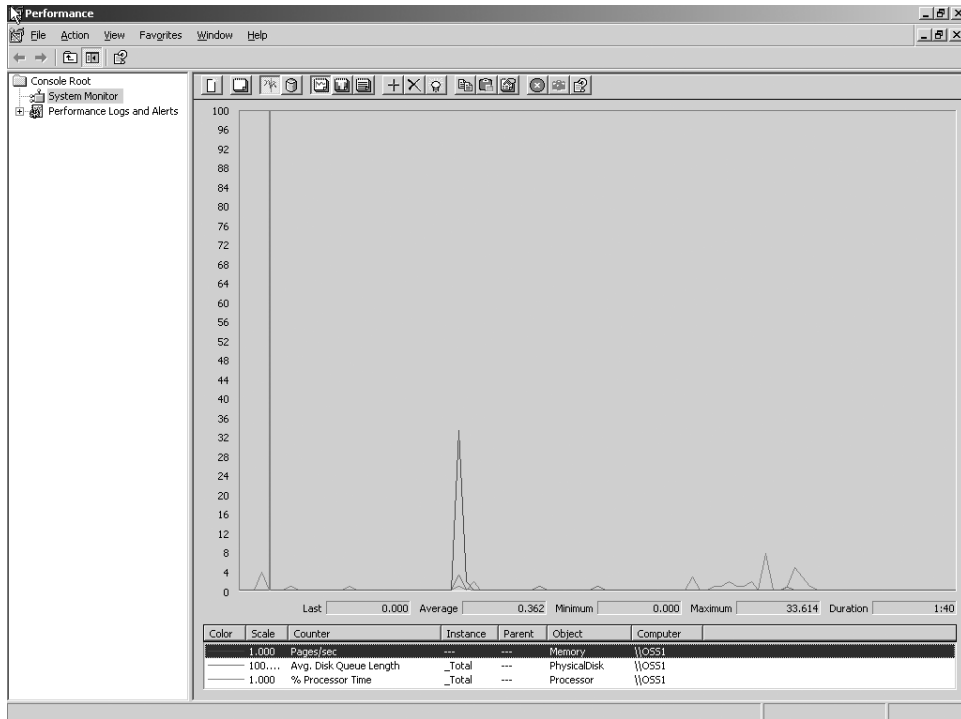 Performance
File Action View Favorites Window Help
Console Root
System Monitor
Performance Logs and Alerts
100
96
92
88
84
80
76
72
68
64
60
56
52
48
44
40
36
32
28
24
20
16
12
8
4
0
Last 0.000 Average 0.362 Minimum 0.000 Maximum 33.614 Duration 1:40
Color Scale Counter Instance Parent Object Computer
1.000 Pages/sec --- --- Memory \\OSS1
100.... Avg. Disk Queue Length _Total --- PhysicalDisk \\OSS1
1.000 % Processor Time _Total --- Processor \\OSS1